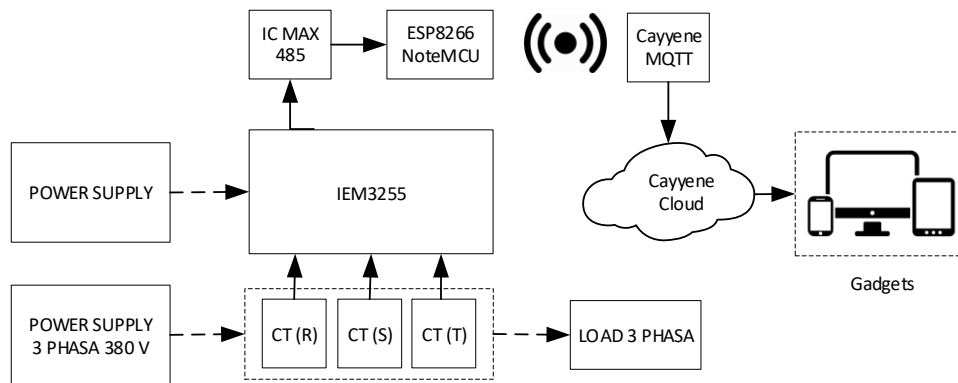 IC MAX
485
ESP8266
NoteMCU
Cayyene
MQTT
POWER SUPPLY
IEM3255
Cayyene
Cloud
Gadgets
POWER SUPPLY
3 PHASA 380 V
CT (R)
CT (S)
CT (T)
LOAD 3 PHASA